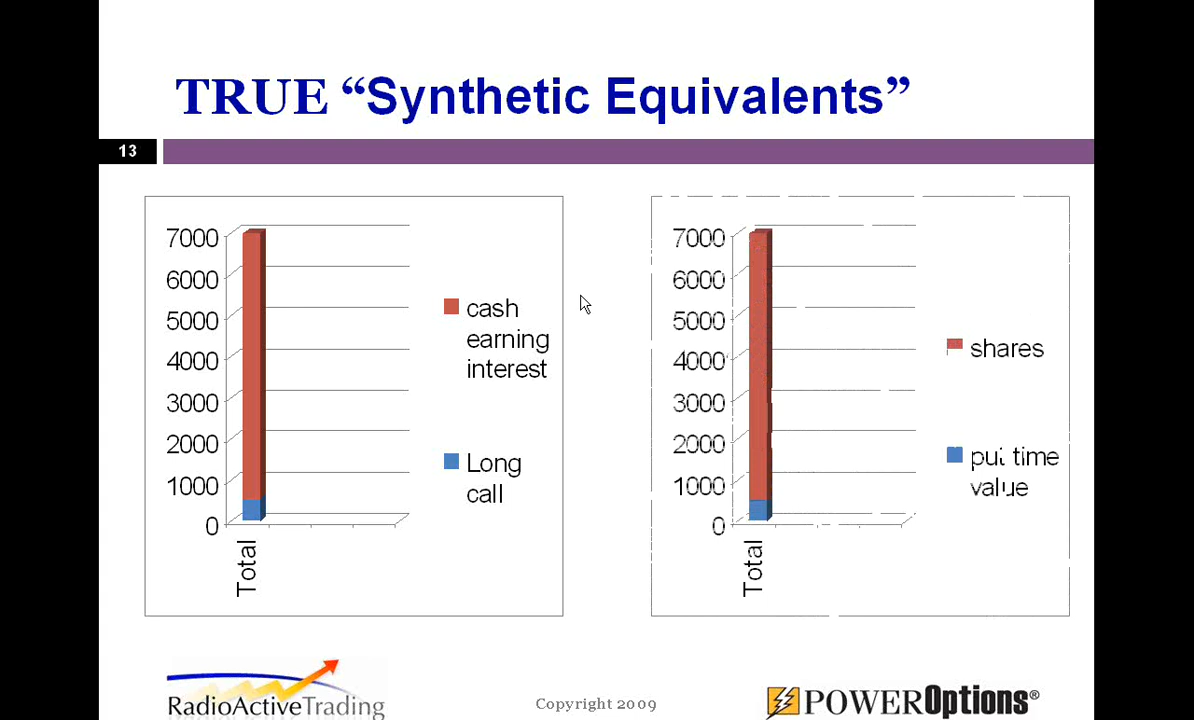 TRUE “Synthetic Equivalents”
13
7000
6000
5000
4000
3000
2000
1000
0
Total
cash
earning
interest
Long
call
7000
6000
5000
4000
3000
2000
1000
0
Total
shares
put time
value
RadioActiveTrading
Copyright 2009
POWEROptions®